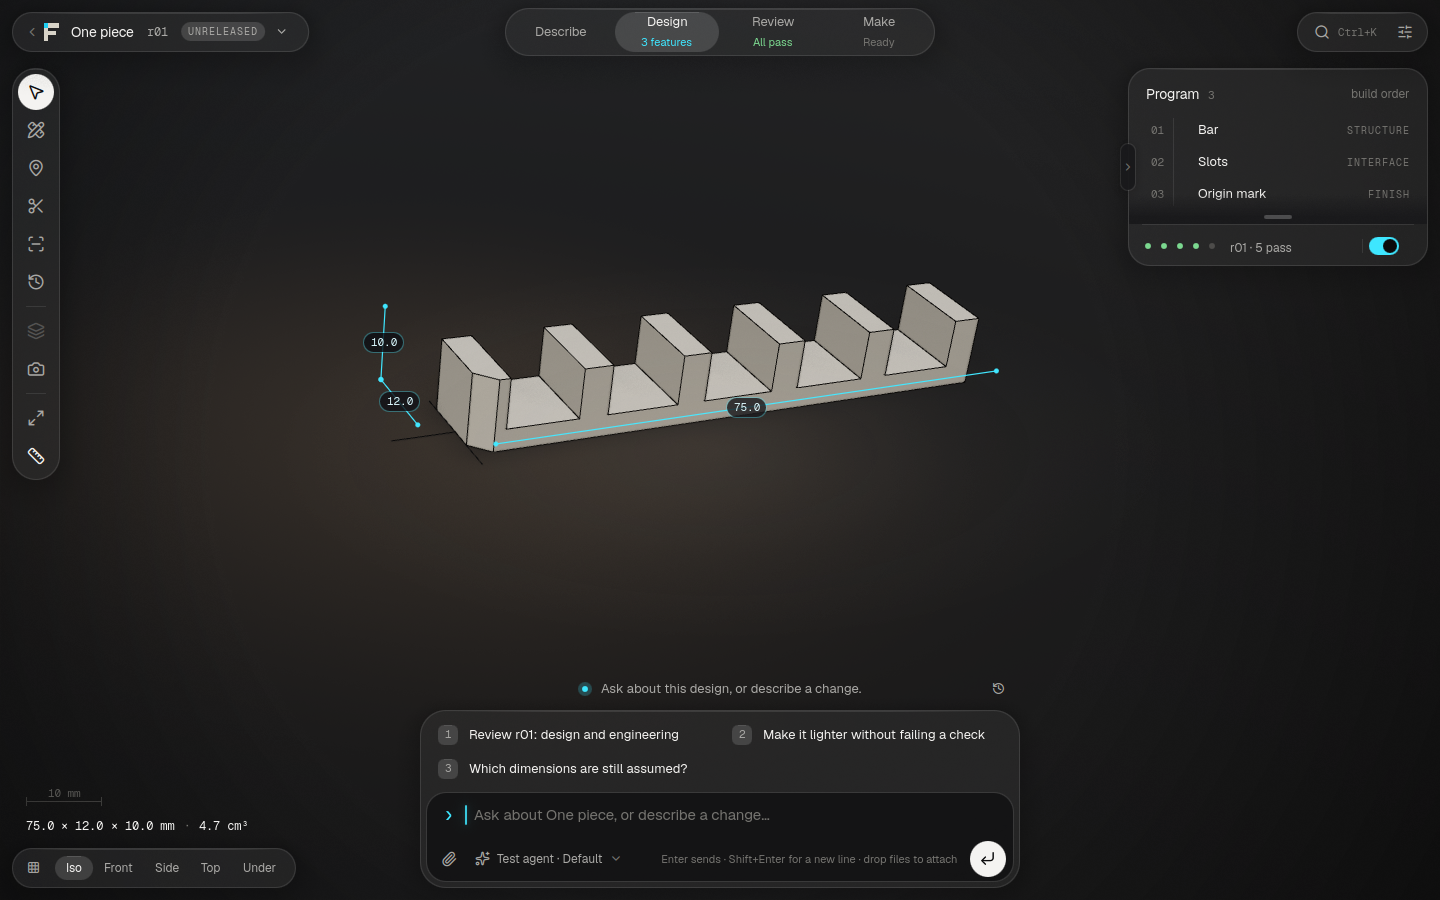 One piece r01 UNRELEASED
Describe
Design
3 features
Review
All pass
Make
Ready
Ctrl+K
Program 3 build order
01 Bar STRUCTURE
02 Slots INTERFACE
03 Origin mark FINISH
r01 · 5 pass
10.0
12.0
75.0
Ask about this design, or describe a change.
1 Review r01: design and engineering
2 Make it lighter without failing a check
3 Which dimensions are still assumed?
Ask about One piece, or describe a change...
Test agent · Default
Enter sends · Shift+Enter for a new line · drop files to attach
10 mm
75.0 × 12.0 × 10.0 mm · 4.7 cm³
Iso Front Side Top Under